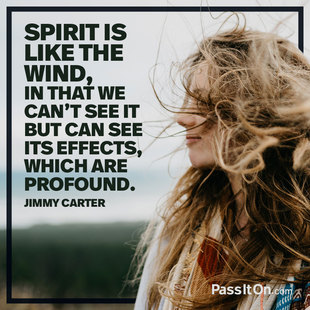 SPIRIT IS
LIKE THE
WIND,
IN THAT WE
CAN'T SEE IT
BUT CAN SEE
ITS EFFECTS,
WHICH ARE
PROFOUND.
JIMMY CARTER
PassItOn.com